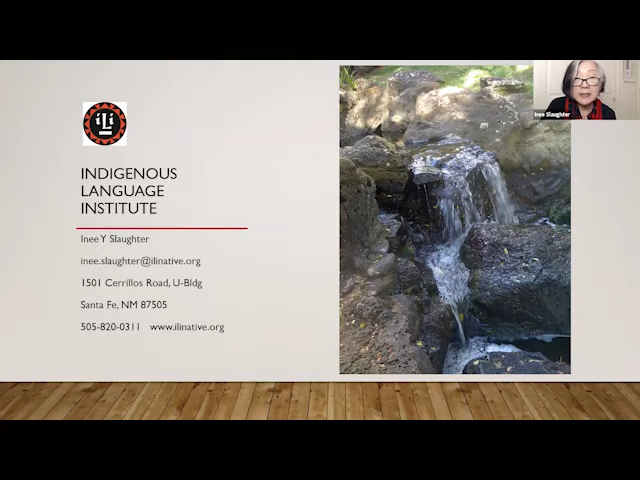 ili
INDIGENOUS
LANGUAGE
INSTITUTE
Inee Y Slaughter
inee.slaughter@ilinative.org
1501 Cerrillos Road, U-Bldg
Santa Fe, NM 87505
505-820-0311 www.ilinative.org
Inee Slaughter